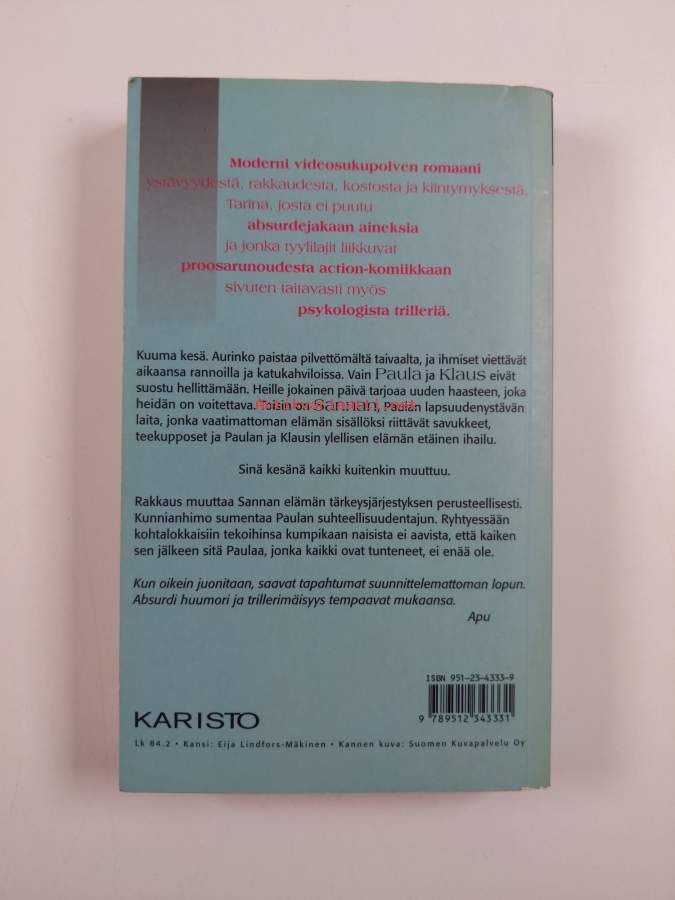 Moderni videosukupolven romaani
ystävyydestä, rakkaudesta, kostosta ja kiintymyksestä.
Tarina, josta ei puutu
absurdejakaan aineksia
ja jonka tyylilajit liikkuvat
proosarunoudesta action-komiikkaan
sivuten taitavasti myös
psykologista trilleriä.
Kuuma kesä. Aurinko paistaa pilvettömältä taivaalta, ja ihmiset viettävät
aikaansa rannoilla ja katukahviloissa. Vain Paula ja Klaus eivät
suostu hellittämään. Heille jokainen päivä tarjoaa uuden haasteen, joka
heidän on voitettava. Toisin on Sannan, Paulan lapsuudenystävän
laita, jonka vaatimattoman elämän sisällöksi riittävät savukkeet,
teekupposet ja Paulan ja Klausin ylellisen elämän etäinen ihailu.
Sinä kesänä kaikki kuitenkin muuttuu.
Rakkaus muuttaa Sannan elämän tärkeysjärjestyksen perusteellisesti.
Kunnianhimo sumentaa Paulan suhteellisuudentajun. Ryhtyessään
kohtalokkaisiin tekoihinsa kumpikaan naisista ei aavista, että kaiken
sen jälkeen sitä Paulaa, jonka kaikki ovat tunteneet, ei enää ole.
Kun oikein juonitaan, saavat tapahtumat suunnittelemattoman lopun.
Absurdi huumori ja trillerimäisyys tempaavat mukaansa.
Apu
ISBN 951-23-4333-9
9 789512 343331
KARISTO
Lk 84.2 • Kansi: Eija Lindfors-Mäkinen • Kannen kuva: Suomen Kuvapalvelu Oy